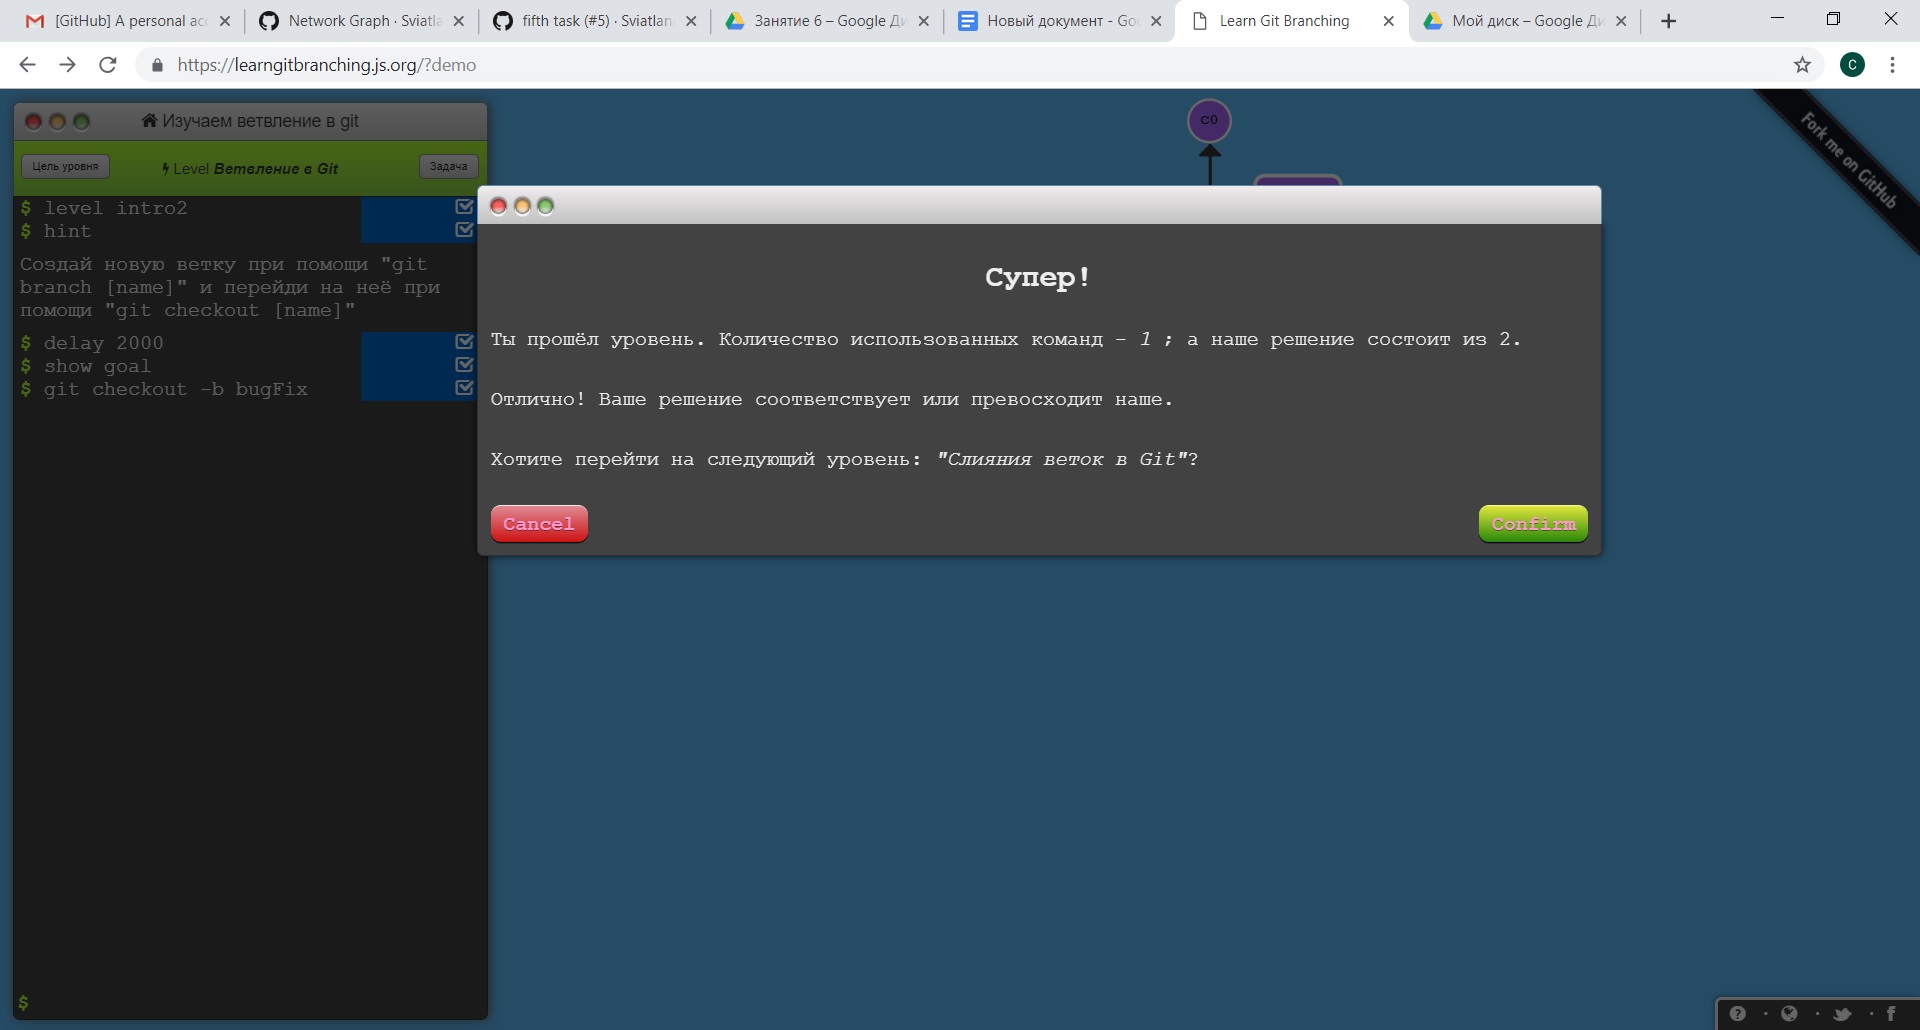 [GitHub] A personal acc
Network Graph · Sviatla
fifth task (#5) · Sviatlan
Занятие 6 – Google Ди
Новый документ - Goo
Learn Git Branching
Мой диск – Google Ди
https://learngitbranching.js.org/?demo
C
Изучаем ветвление в git
Цель уровня
Level Ветвление в Git
Задача
$ level intro2
$ hint
Создай новую ветку при помощи "git
branch [name]" и перейди на неё при
помощи "git checkout [name]"
$ delay 2000
$ show goal
$ git checkout -b bugFix
$
C0
Fork me on GitHub
Супер!
Ты прошёл уровень. Количество использованных команд – 1 ; а наше решение состоит из 2.
Отлично! Ваше решение соответствует или превосходит наше.
Хотите перейти на следующий уровень: "Слияния веток в Git"?
Cancel
Confirm